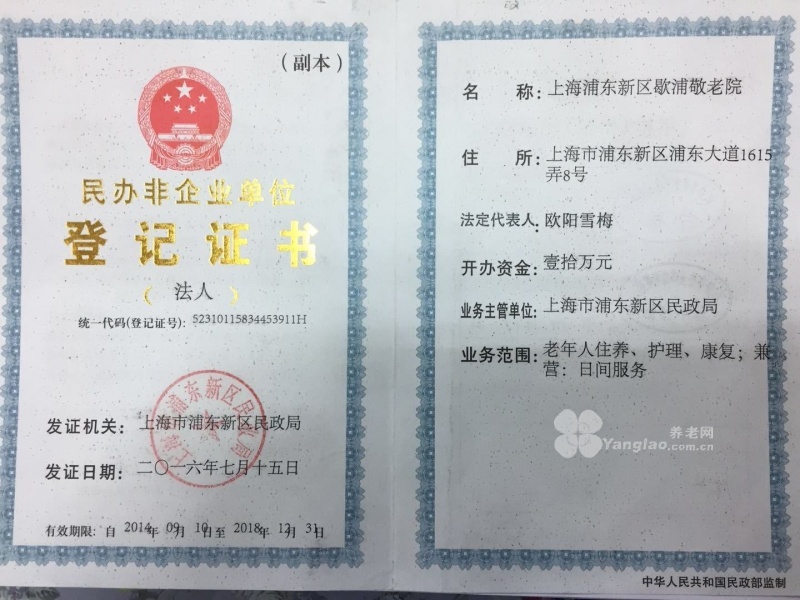 （副本）
民办非企业单位
登记证书
（法人）
统一代码(登记证号): 52310115834453911H
发证机关: 上海市浦东新区民政局
发证日期: 二〇一六年七月十五日
有效期限: 自 2014 年 09 月 10 日至 2018 年 12 月 31 日
名 称: 上海浦东新区歇浦敬老院
住 所: 上海市浦东新区浦东大道1615
弄8号
法定代表人: 欧阳雪梅
开办资金: 壹拾万元
业务主管单位: 上海市浦东新区民政局
业务范围: 老年人住养、护理、康复；兼
营：日间服务
养老网
Yanglao.com.cn
中华人民共和国民政部监制